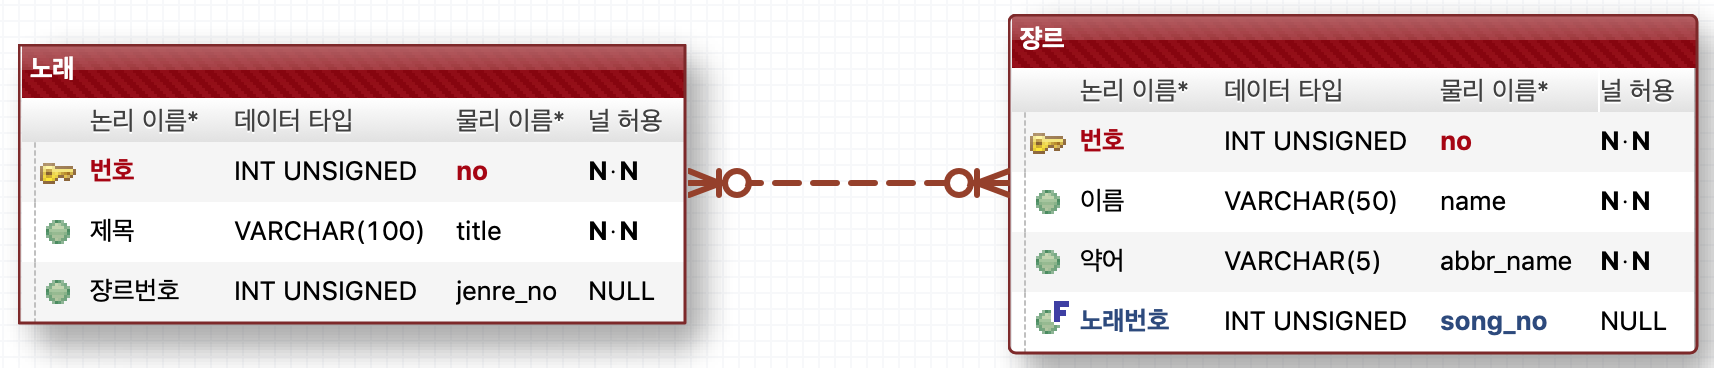 노래
논리 이름* 데이터 타입 물리 이름* 널 허용
번호 INT UNSIGNED no N·N
제목 VARCHAR(100) title N·N
쟝르번호 INT UNSIGNED jenre_no NULL
쟝르
논리 이름* 데이터 타입 물리 이름* 널 허용
번호 INT UNSIGNED no N·N
이름 VARCHAR(50) name N·N
약어 VARCHAR(5) abbr_name N·N
F 노래번호 INT UNSIGNED song_no NULL